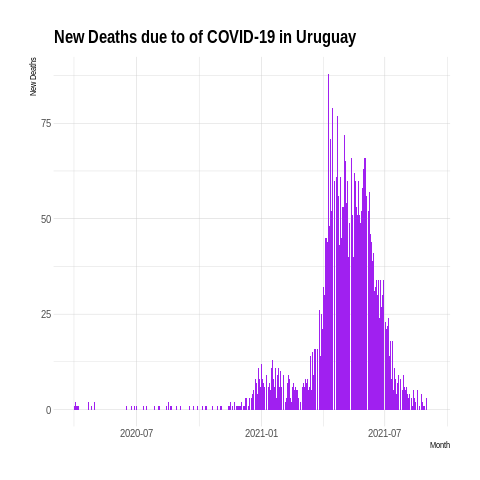 New Deaths due to of COVID-19 in Uruguay
New Deaths
75
50
25
0
2020-07
2021-01
2021-07
Month